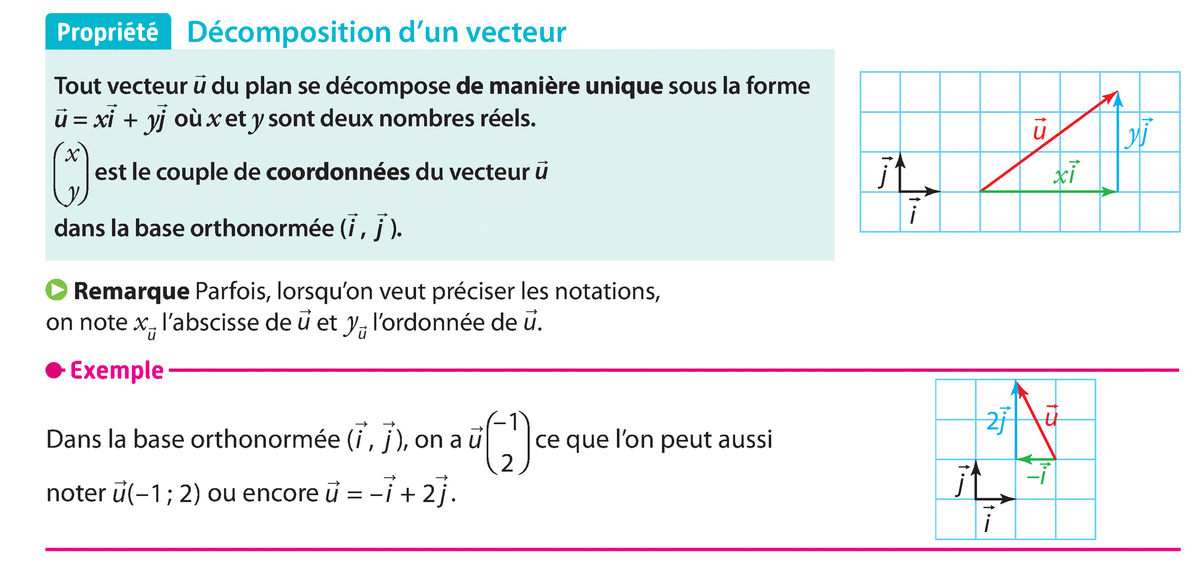 Propriété Décomposition d’un vecteur
Tout vecteur u⃗ du plan se décompose de manière unique sous la forme
u⃗ = xi⃗ + yj⃗ où x et y sont deux nombres réels.
(x
y) est le couple de coordonnées du vecteur u⃗
dans la base orthonormée (i⃗, j⃗).
u⃗
yj⃗
xi⃗
j⃗
i⃗
Remarque Parfois, lorsqu’on veut préciser les notations,
on note x_u⃗ l’abscisse de u⃗ et y_u⃗ l’ordonnée de u⃗.
Exemple
Dans la base orthonormée (i⃗, j⃗), on a u⃗(−1
2) ce que l’on peut aussi
noter u⃗(−1 ; 2) ou encore u⃗ = −i⃗ + 2j⃗.
2j⃗
u⃗
−i⃗
j⃗
i⃗